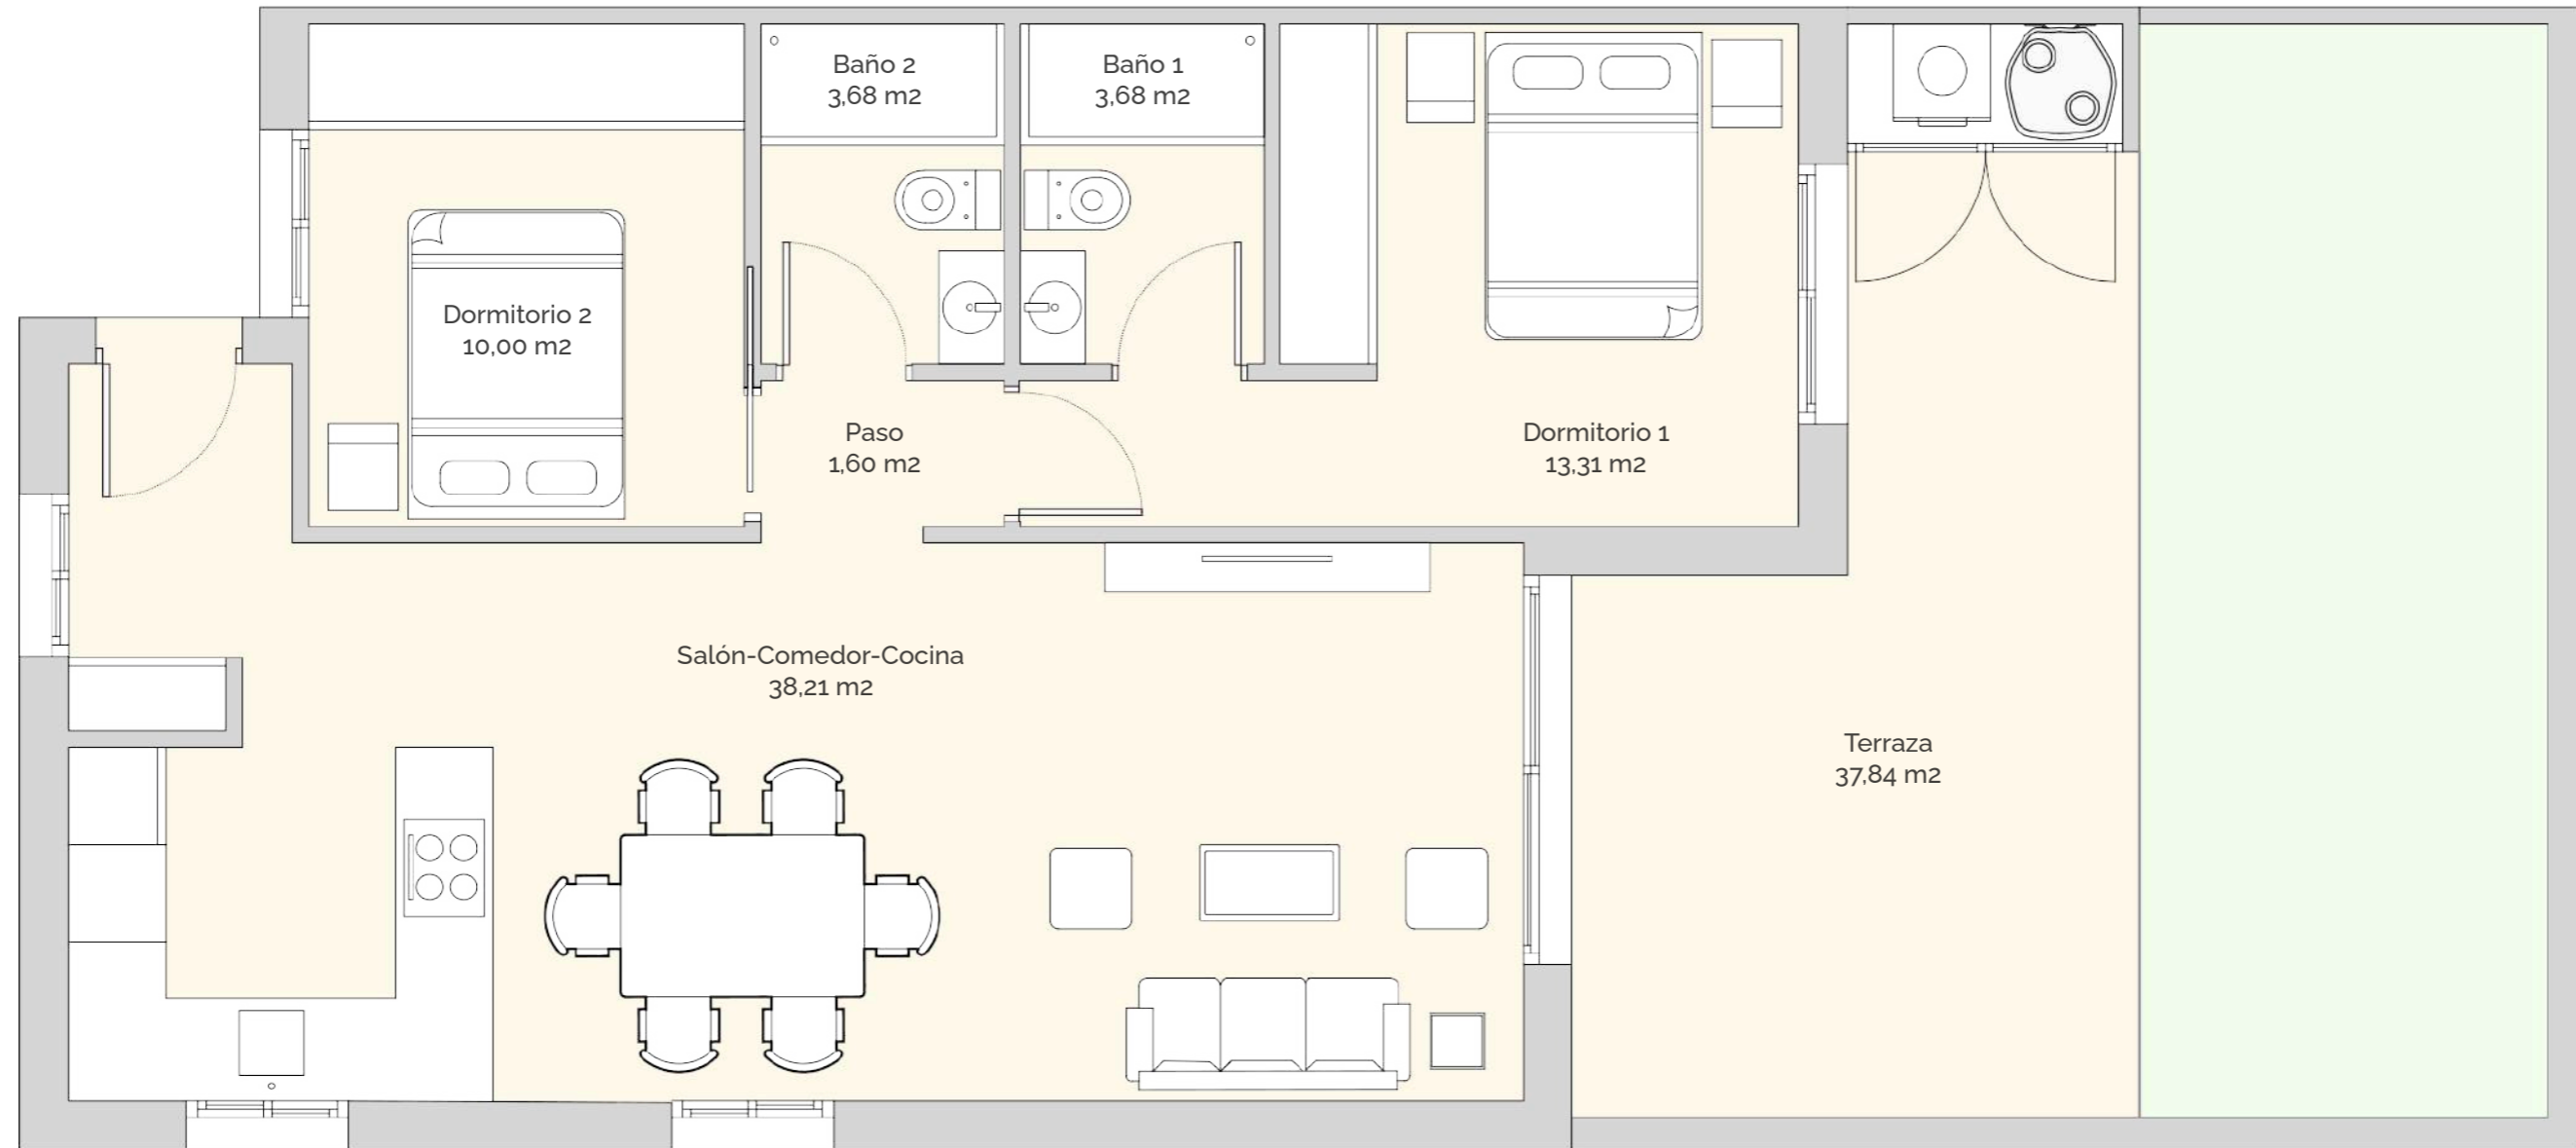 Baño 2
3,68 m2
Baño 1
3,68 m2
Dormitorio 2
10,00 m2
Paso
1,60 m2
Dormitorio 1
13,31 m2
Salón-Comedor-Cocina
38,21 m2
Terraza
37,84 m2